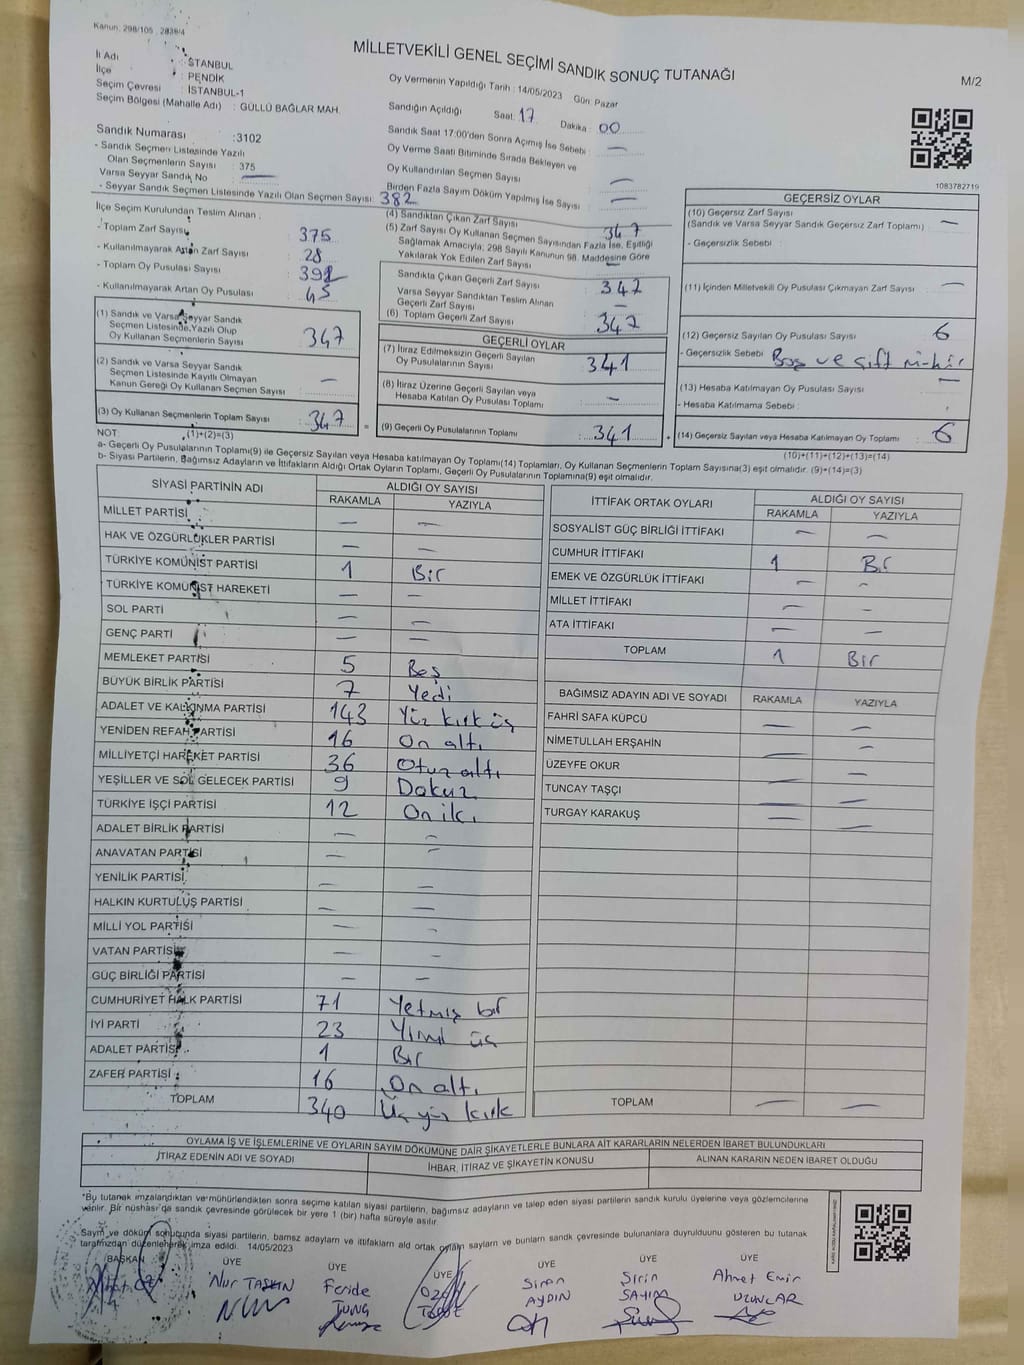 Kanun: 298/105 , 2839/4
MİLLETVEKİLİ GENEL SEÇİMİ SANDIK SONUÇ TUTANAĞI
M/2
İl Adı : İSTANBUL
İlçe : PENDİK
Seçim Çevresi : İSTANBUL-1
Seçim Bölgesi (Mahalle Adı) : GÜLLÜ BAĞLAR MAH.
Sandık Numarası :3102
- Sandık Seçmen Listesinde Yazılı
Olan Seçmenlerin Sayısı : 375
Varsa Seyyar Sandık No —
- Seyyar Sandık Seçmen Listesinde Yazılı Olan Seçmen Sayısı: 382
Oy Vermenin Yapıldığı Tarih : 14/05/2023 Gün: Pazar
Sandığın Açıldığı Saat: 17 Dakika: 00
Sandık Saat 17:00'den Sonra Açımış İse Sebebi : —
Oy Verme Saati Bitiminde Sırada Bekleyen ve
Oy Kullandırılan Seçmen Sayısı : —
Birden Fazla Sayım Döküm Yapılmış İse Sayısı : —
1083782719
İlçe Seçim Kurulundan Teslim Alınan :
- Toplam Zarf Sayısı : 375
- Kullanılmayarak Artan Zarf Sayısı : 28
- Toplam Oy Pusulası Sayısı : 392
- Kullanılmayarak Artan Oy Pusulası : 45
(1) Sandık ve Varsa Seyyar Sandık
Seçmen Listesinde Yazılı Olup
Oy Kullanan Seçmenlerin Sayısı : 347
(2) Sandık ve Varsa Seyyar Sandık
Seçmen Listesinde Kayıtlı Olmayan
Kanun Gereği Oy Kullanan Seçmen Sayısı : —
(3) Oy Kullanan Seçmenlerin Toplam Sayısı : 347
(4) Sandıktan Çıkan Zarf Sayısı : 347
(5) Zarf Sayısı Oy Kullanan Seçmen Sayısından Fazla İse, Eşitliği
Sağlamak Amacıyla, 298 Sayılı Kanunun 98. Maddesine Göre
Yakılarak Yok Edilen Zarf Sayısı : —
Sandıkta Çıkan Geçerli Zarf Sayısı : 347
Varsa Seyyar Sandıktan Teslim Alınan
Geçerli Zarf Sayısı : —
(6) Toplam Geçerli Zarf Sayısı : 347
GEÇERLİ OYLAR
(7) İtiraz Edilmeksizin Geçerli Sayılan
Oy Pusulalarının Sayısı : 341
(8) İtiraz Üzerine Geçerli Sayılan veya
Hesaba Katılan Oy Pusulası Toplamı : —
= (9) Geçerli Oy Pusulalarının Toplamı : 341
GEÇERSİZ OYLAR
(10) Geçersiz Zarf Sayısı
(Sandık ve Varsa Seyyar Sandık Geçersiz Zarf Toplamı) : —
- Geçersizlik Sebebi :
(11) İçinden Milletvekili Oy Pusulası Çıkmayan Zarf Sayısı : —
(12) Geçersiz Sayılan Oy Pusulası Sayısı : 6
- Geçersizlik Sebebi : Boş ve çift mühür
(13) Hesaba Katılmayan Oy Pusulası Sayısı : —
- Hesaba Katılmama Sebebi :
+ (14) Geçersiz Sayılan veya Hesaba Katılmayan Oy Toplamı : 6
NOT: (1)+(2)=(3)
(10)+(11)+(12)+(13)=(14)
a- Geçerli Oy Pusulalarının Toplamı(9) ile Geçersiz Sayılan veya Hesaba katılmayan Oy Toplamı(14) Toplamları, Oy Kullanan Seçmenlerin Toplam Sayısına(3) eşit olmalıdır. (9)+(14)=(3)
b- Siyasi Partilerin, Bağımsız Adayların ve İttifakların Aldığı Ortak Oyların Toplamı, Geçerli Oy Pusulalarının Toplamına(9) eşit olmalıdır.
SİYASİ PARTİNİN ADI ALDIĞI OY SAYISI
RAKAMLA YAZIYLA
MİLLET PARTİSİ — —
HAK VE ÖZGÜRLÜKLER PARTİSİ — —
TÜRKİYE KOMÜNİST PARTİSİ 1 Bir
TÜRKİYE KOMÜNİST HAREKETİ — —
SOL PARTİ — —
GENÇ PARTİ — —
MEMLEKET PARTİSİ 5 Beş
BÜYÜK BİRLİK PARTİSİ 7 Yedi
ADALET VE KALKINMA PARTİSİ 143 Yüz kırk üç
YENİDEN REFAH PARTİSİ 16 On altı
MİLLİYETÇİ HAREKET PARTİSİ 36 Otuz altı
YEŞİLLER VE SOL GELECEK PARTİSİ 9 Dokuz
TÜRKİYE İŞÇİ PARTİSİ 12 On iki
ADALET BİRLİK PARTİSİ — —
ANAVATAN PARTİSİ — —
YENİLİK PARTİSİ — —
HALKIN KURTULUŞ PARTİSİ — —
MİLLİ YOL PARTİSİ — —
VATAN PARTİSİ — —
GÜÇ BİRLİĞİ PARTİSİ — —
CUMHURİYET HALK PARTİSİ 71 Yetmiş bir
İYİ PARTİ 23 Yirmi üç
ADALET PARTİSİ 1 Bir
ZAFER PARTİSİ 16 On altı
TOPLAM 340 Üç yüz kırk
İTTİFAK ORTAK OYLARI ALDIĞI OY SAYISI
RAKAMLA YAZIYLA
SOSYALİST GÜÇ BİRLİĞİ İTTİFAKI — —
CUMHUR İTTİFAKI 1 Bir
EMEK VE ÖZGÜRLÜK İTTİFAKI — —
MİLLET İTTİFAKI — —
ATA İTTİFAKI — —
TOPLAM 1 Bir
BAĞIMSIZ ADAYIN ADI VE SOYADI RAKAMLA YAZIYLA
FAHRİ SAFA KÜPCÜ — —
NİMETULLAH ERŞAHİN — —
ÜZEYFE OKUR — —
TUNCAY TAŞÇI — —
TURGAY KARAKUŞ — —
TOPLAM — —
OYLAMA İŞ VE İŞLEMLERİNE VE OYLARIN SAYIM DÖKÜMÜNE DAİR ŞİKAYETLERLE BUNLARA AİT KARARLARIN NELERDEN İBARET BULUNDUKLARI
İTİRAZ EDENİN ADI VE SOYADI İHBAR, İTİRAZ VE ŞİKAYETİN KONUSU ALINAN KARARIN NEDEN İBARET OLDUĞU
*Bu tutanak imzalandıktan ve mühürlendikten sonra seçime katılan siyasi partilerin, bağımsız adayların ve talep eden siyasi partilerin sandık kurulu üyelerine veya gözlemcilerine
verilir. Bir nüshası da sandık çevresinde görülecek bir yere 1 (bir) hafta süreyle asılır.
Sayım ve döküm sonucunda siyasi partilerin, bamsız adayların ve ittifakların ald ortak oyların sayların ve bunların sandık çevresinde bulunanlara duyrulduunu gösteren bu tutanak
tarafmzdan düzenlenerek imza edildi. 14/05/2023
BAŞKAN ÜYE ÜYE ÜYE ÜYE ÜYE ÜYE
Nur TAŞKIN
Feride TUNÇ
Siren AYDIN
Şirin
Ahmet Emir UZUNLAR